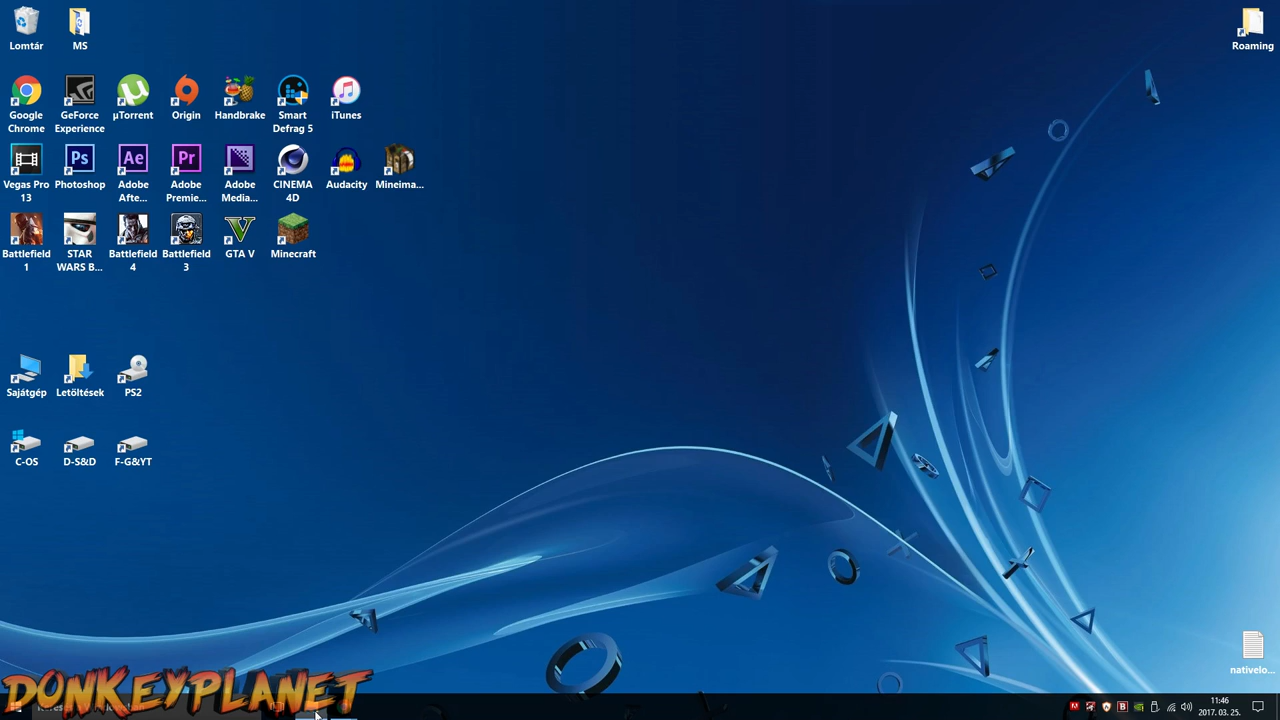 Lomtár
MS
Roaming
Google Chrome
GeForce Experience
µTorrent
Origin
Handbrake
Smart Defrag 5
iTunes
Vegas Pro 13
Photoshop
Adobe After...
Adobe Premie...
Adobe Media...
CINEMA 4D
Audacity
Mineima...
Battlefield 1
STAR WARS B...
Battlefield 4
Battlefield 3
GTA V
Minecraft
Sajátgép
Letöltések
PS2
C-OS
D-S&D
F-G&YT
nativelo...
DONKEYPLANET
11:46
2017. 03. 25.